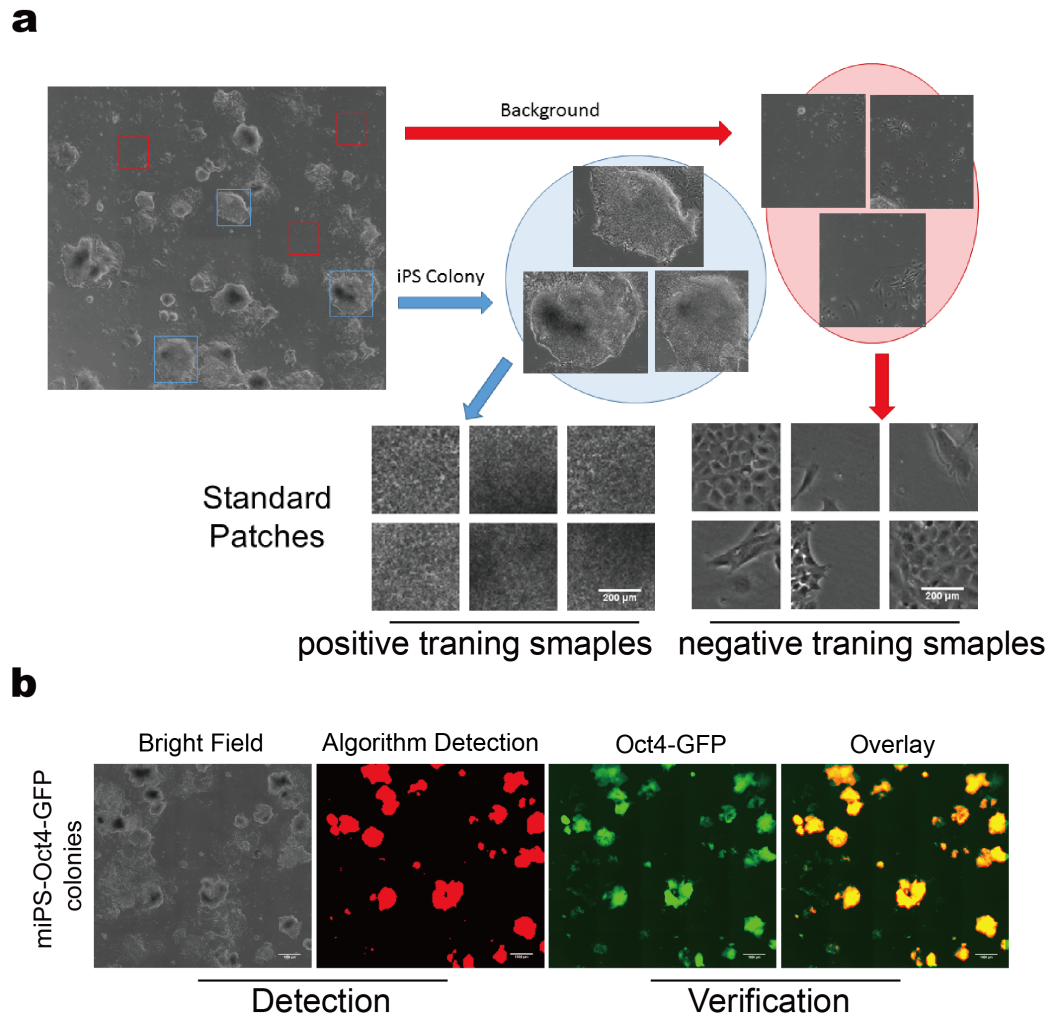 a
Background
iPS Colony
Standard
Patches
200 μm
200 μm
positive traning smaples
negative traning smaples
b
Bright Field
Algorithm Detection
Oct4-GFP
Overlay
miPS-Oct4-GFP
colonies
Detection
Verification